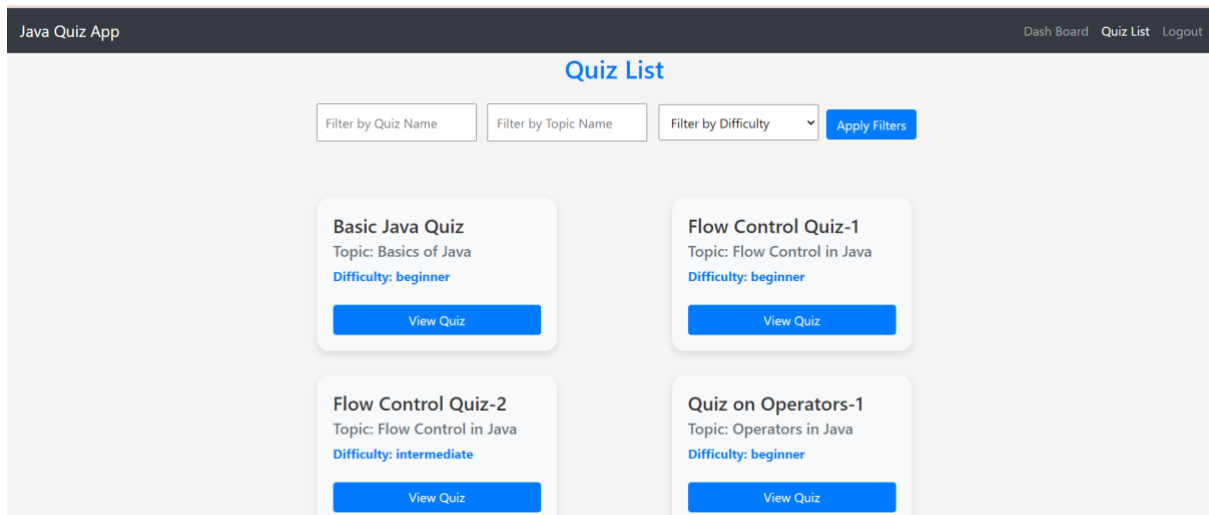 Java Quiz App Dash Board Quiz List Logout
Quiz List
Filter by Quiz Name Filter by Topic Name Filter by Difficulty Apply Filters
Basic Java Quiz
Topic: Basics of Java
Difficulty: beginner
View Quiz
Flow Control Quiz-1
Topic: Flow Control in Java
Difficulty: beginner
View Quiz
Flow Control Quiz-2
Topic: Flow Control in Java
Difficulty: intermediate
View Quiz
Quiz on Operators-1
Topic: Operators in Java
Difficulty: beginner
View Quiz